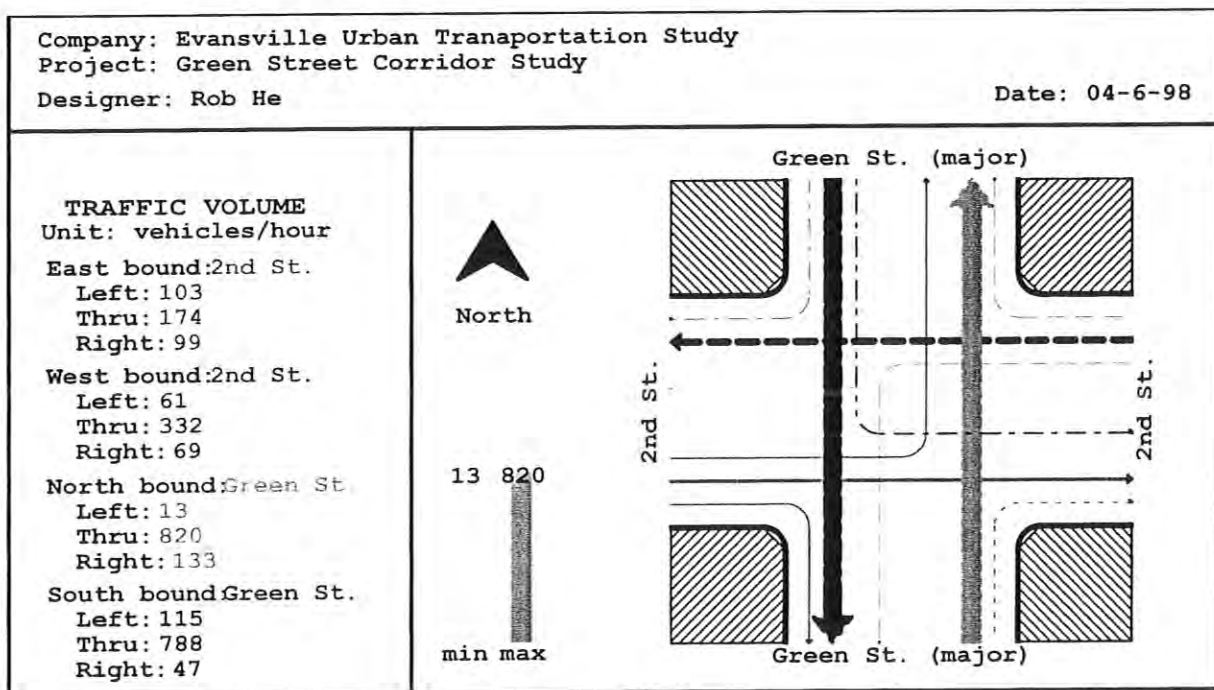 Company: Evansville Urban Tranaportation Study
Project: Green Street Corridor Study
Designer: Rob He
Date: 04-6-98
TRAFFIC VOLUME
Unit: vehicles/hour
East bound:2nd St.
Left: 103
Thru: 174
Right: 99
West bound:2nd St.
Left: 61
Thru: 332
Right: 69
North bound:Green St.
Left: 13
Thru: 820
Right: 133
South bound:Green St.
Left: 115
Thru: 788
Right: 47
North
13 820
min max
Green St. (major)
2nd St.
2nd St.
Green St. (major)